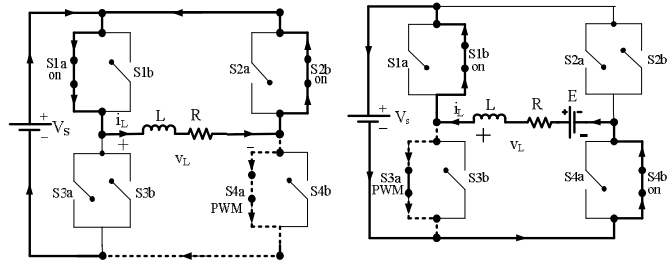 S1a
on
S1b
S2a
S2b
on
+
−
Vs
iL
L
R
+
−
vL
S3a
S3b
S4a
PWM
S4b
S1a
S1b
on
S2a
S2b
+
−
Vs
iL
L
R
E
+
−
+
−
vL
S3a
PWM
S3b
S4a
S4b
on